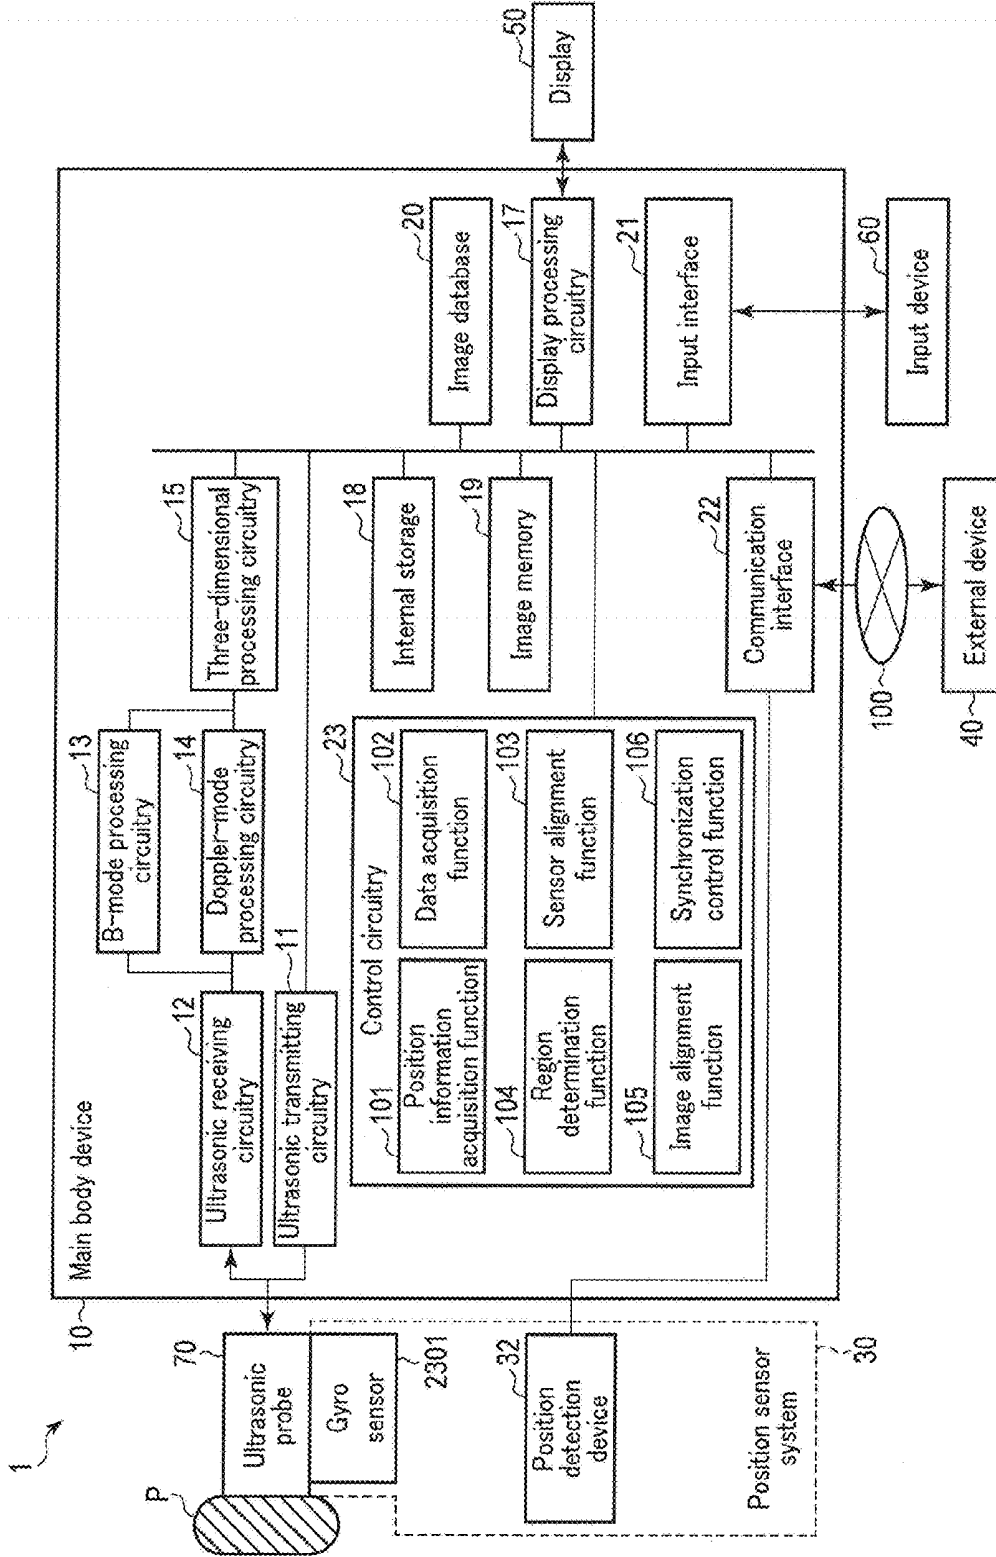 1
P
70
Ultrasonic
probe
Gyro
sensor
2301
32
Position
detection
device
Position sensor
system
30
10
Main body device
12
Ultrasonic receiving
circuitry
11
Ultrasonic transmitting
circuitry
13
B-mode processing
circuitry
14
Doppler-mode
processing circuitry
15
Three-dimensional
processing circuitry
23
Control circuitry
101
Position
information
acquisition function
102
Data acquisition
function
104
Region
determination
function
103
Sensor alignment
function
105
Image alignment
function
106
Synchronization
control function
18
Internal storage
19
Image memory
22
Communication
interface
20
Image database
17
Display processing
circuitry
21
Input interface
50
Display
60
Input device
100
40
External device